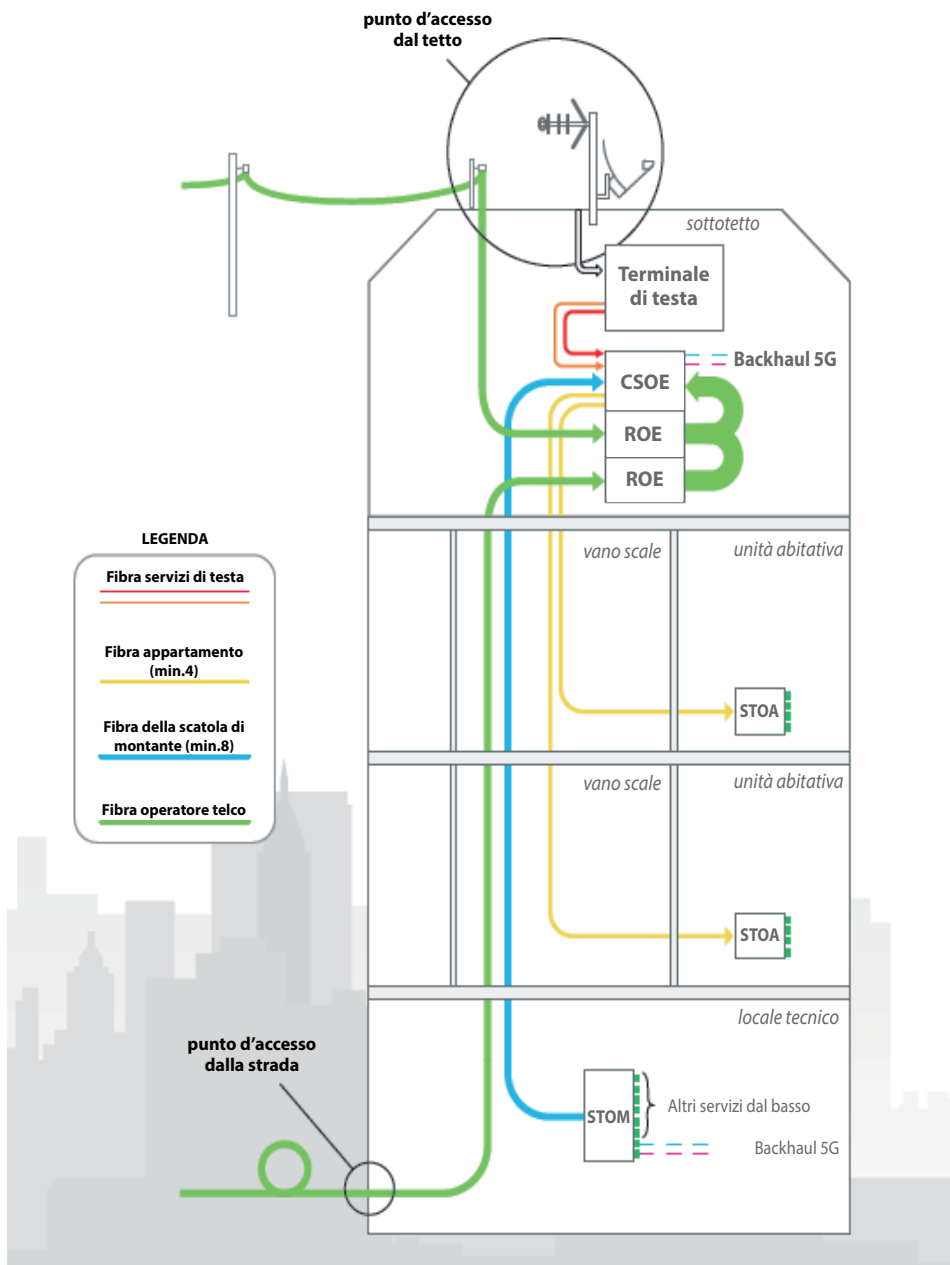 punto d’accesso
dal tetto
sottotetto
Terminale
di testa
Backhaul 5G
CSOE
ROE
ROE
LEGENDA
Fibra servizi di testa
Fibra appartamento
(min.4)
Fibra della scatola di
montante (min.8)
Fibra operatore telco
vano scale
unità abitativa
STOA
vano scale
unità abitativa
STOA
locale tecnico
punto d’accesso
dalla strada
STOM
Altri servizi dal basso
Backhaul 5G